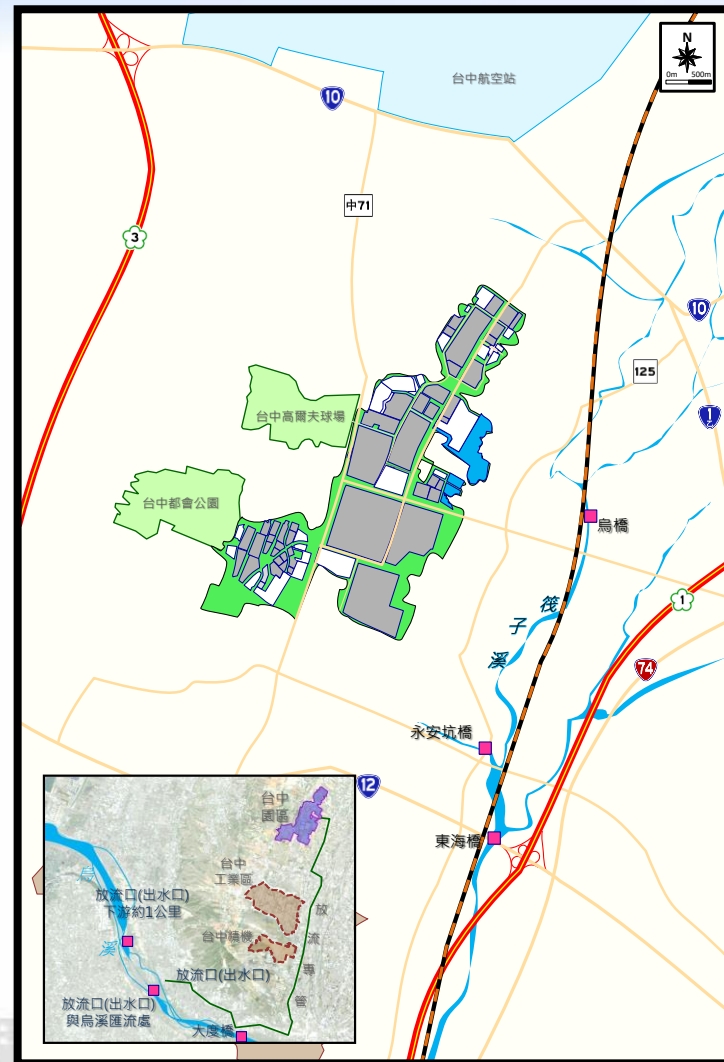 N
0m 500m
台中航空站
10
中71
3
10
125
1
乙
台中高爾夫球場
台中都會公園
烏橋
筏子溪
1
74
永安坑橋
12
東海橋
台中
園區
台中
工業區
放流口(出水口)
下游約1公里
烏溪
台中精機
放流專管
放流口(出水口)
放流口(出水口)
與烏溪匯流處
大度橋